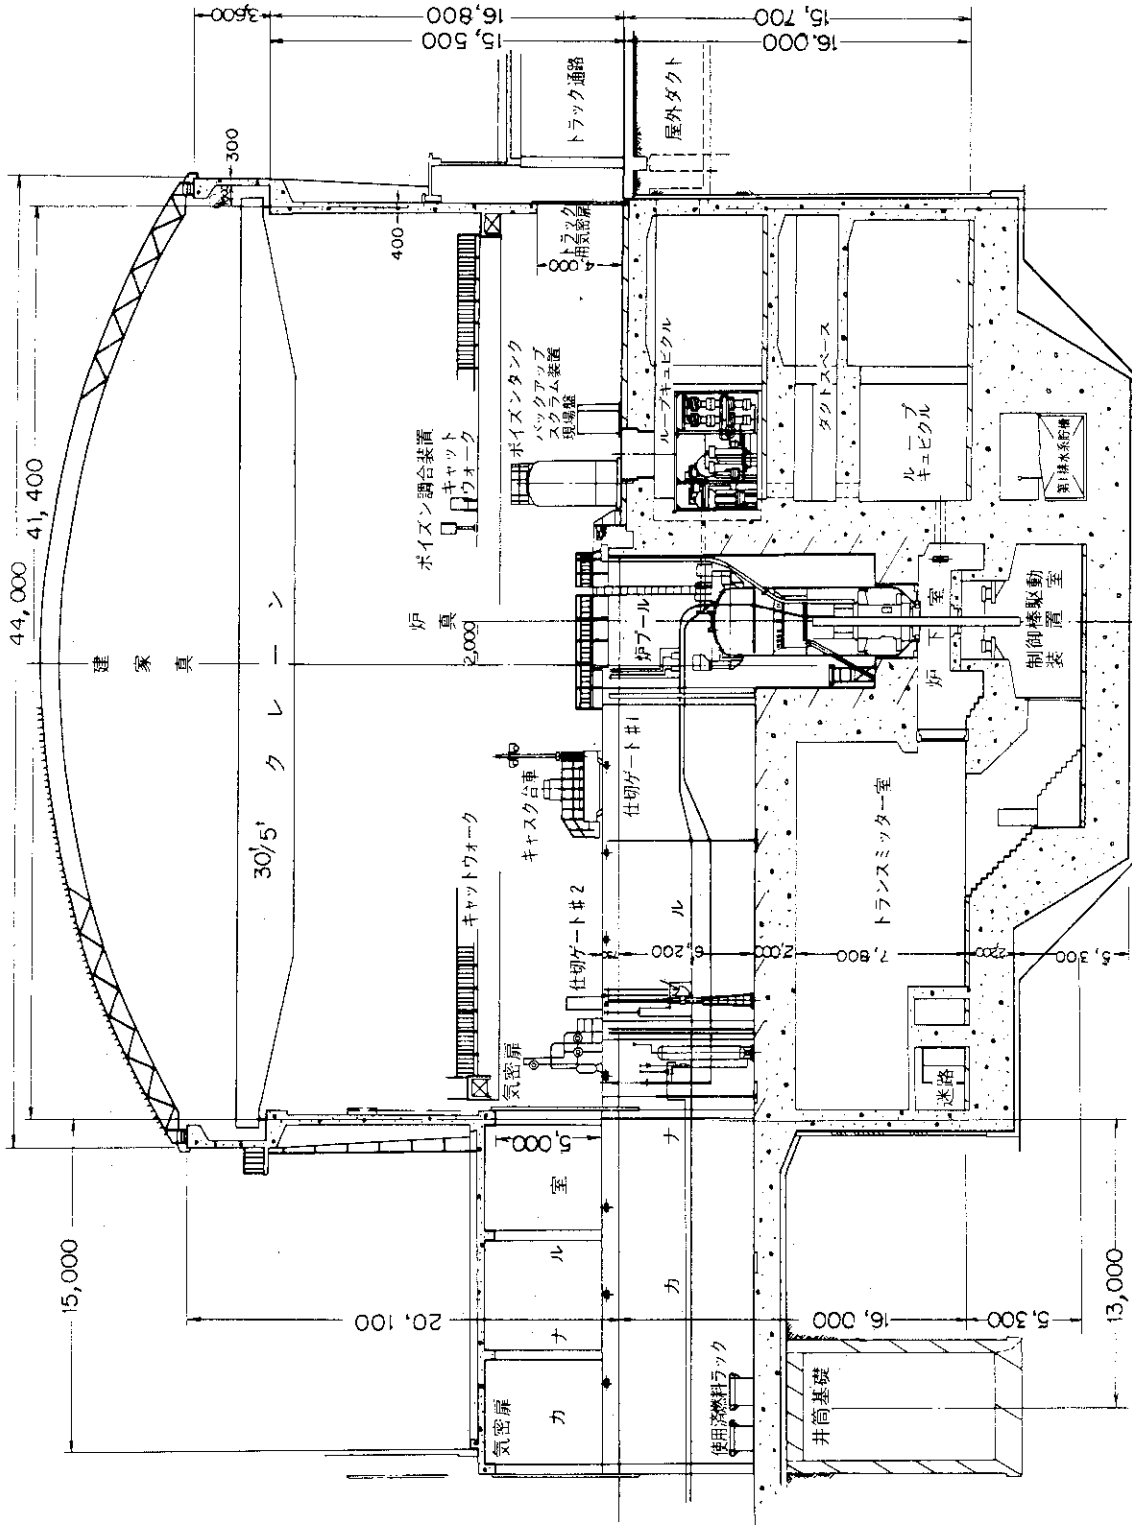 44,000
41,400
15,000
3,600
16,800
15,500
15,700
16,000
300
400
建家真
30t/5t クレーン
トラック通路
屋外ダクト
トラック
用気密扉
4,000
ポイズン調合装置
キャット
ウォーク
ポイズンタンク
バックアップ
スクラム装置
現場盤
炉真
2,000
キャットウォーク
キャスク台車
気密扉
仕切ゲート#2
仕切ゲート#1
炉プール
ループキュービクル
ダクトスペース
ループ
キュービクル
第1排水系貯槽
炉下室
制御棒駆動
装置室
トランスミッター室
迷路
750
6,200
2,000
7,800
2,200
5,300
20,100
5,000
気密扉
カナル室
カナル
使用済燃料ラック
井筒基礎
16,000
5,300
13,000